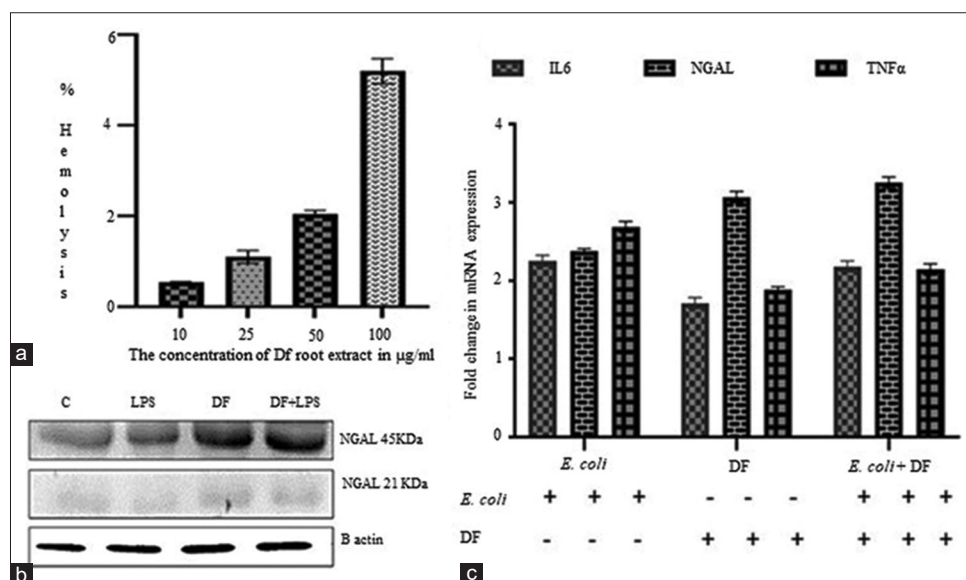 6
4
2
0
% Hemolysis
10 25 50 100
The concentration of Df root extract in µg/ml
a
C LPS DF DF+LPS
NGAL 45KDa
NGAL 21 KDa
B actin
b
IL6 NGAL TNFα
4
3
2
1
0
Fold change in mRNA expression
E. coli DF E. coli + DF
E. coli + + + - - - + + +
DF - - - + + + + + +
c